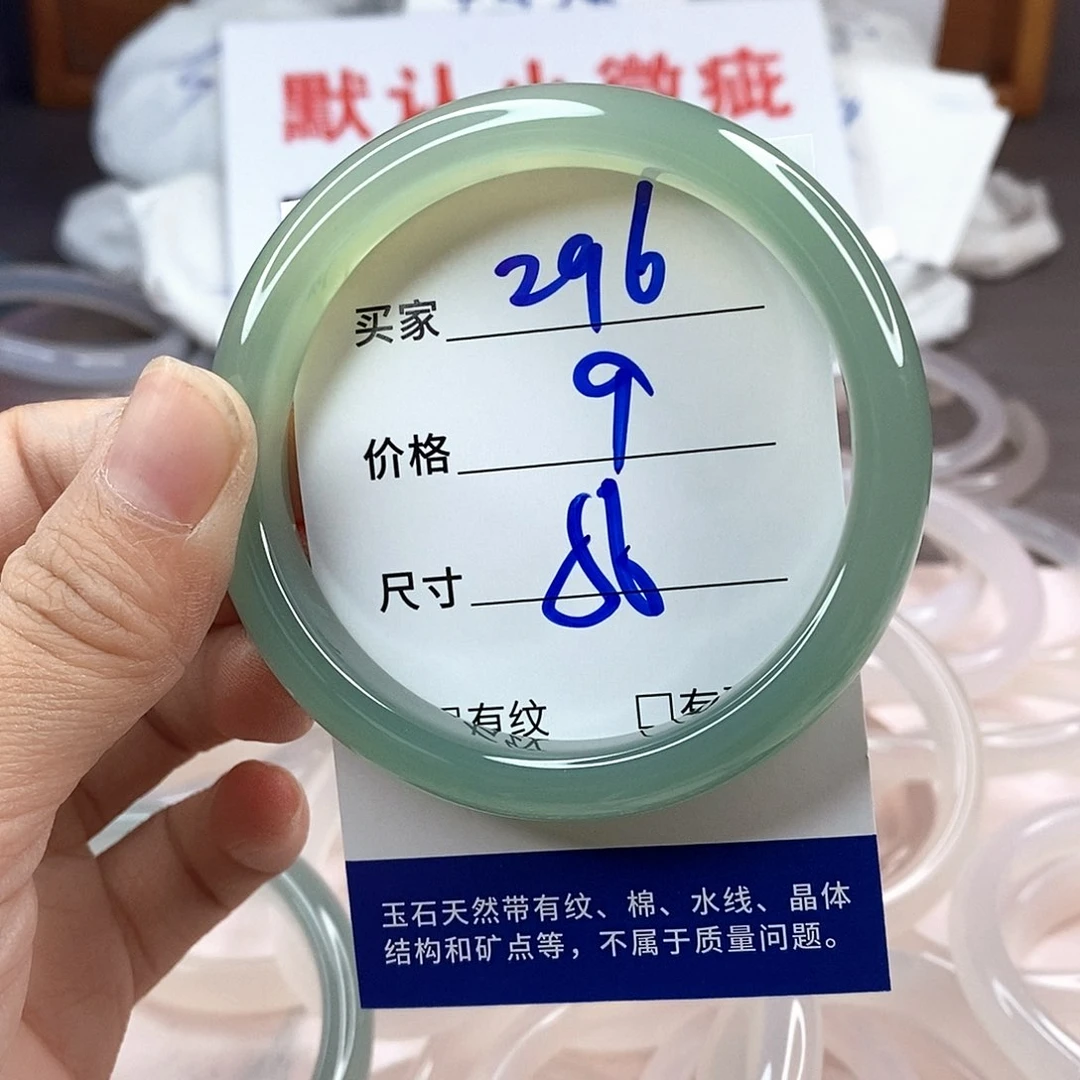 默认小微疵
买家 296
价格 9
尺寸 86
有纹 □有
玉石天然带有纹、棉、水线、晶体
结构和矿点等，不属于质量问题。